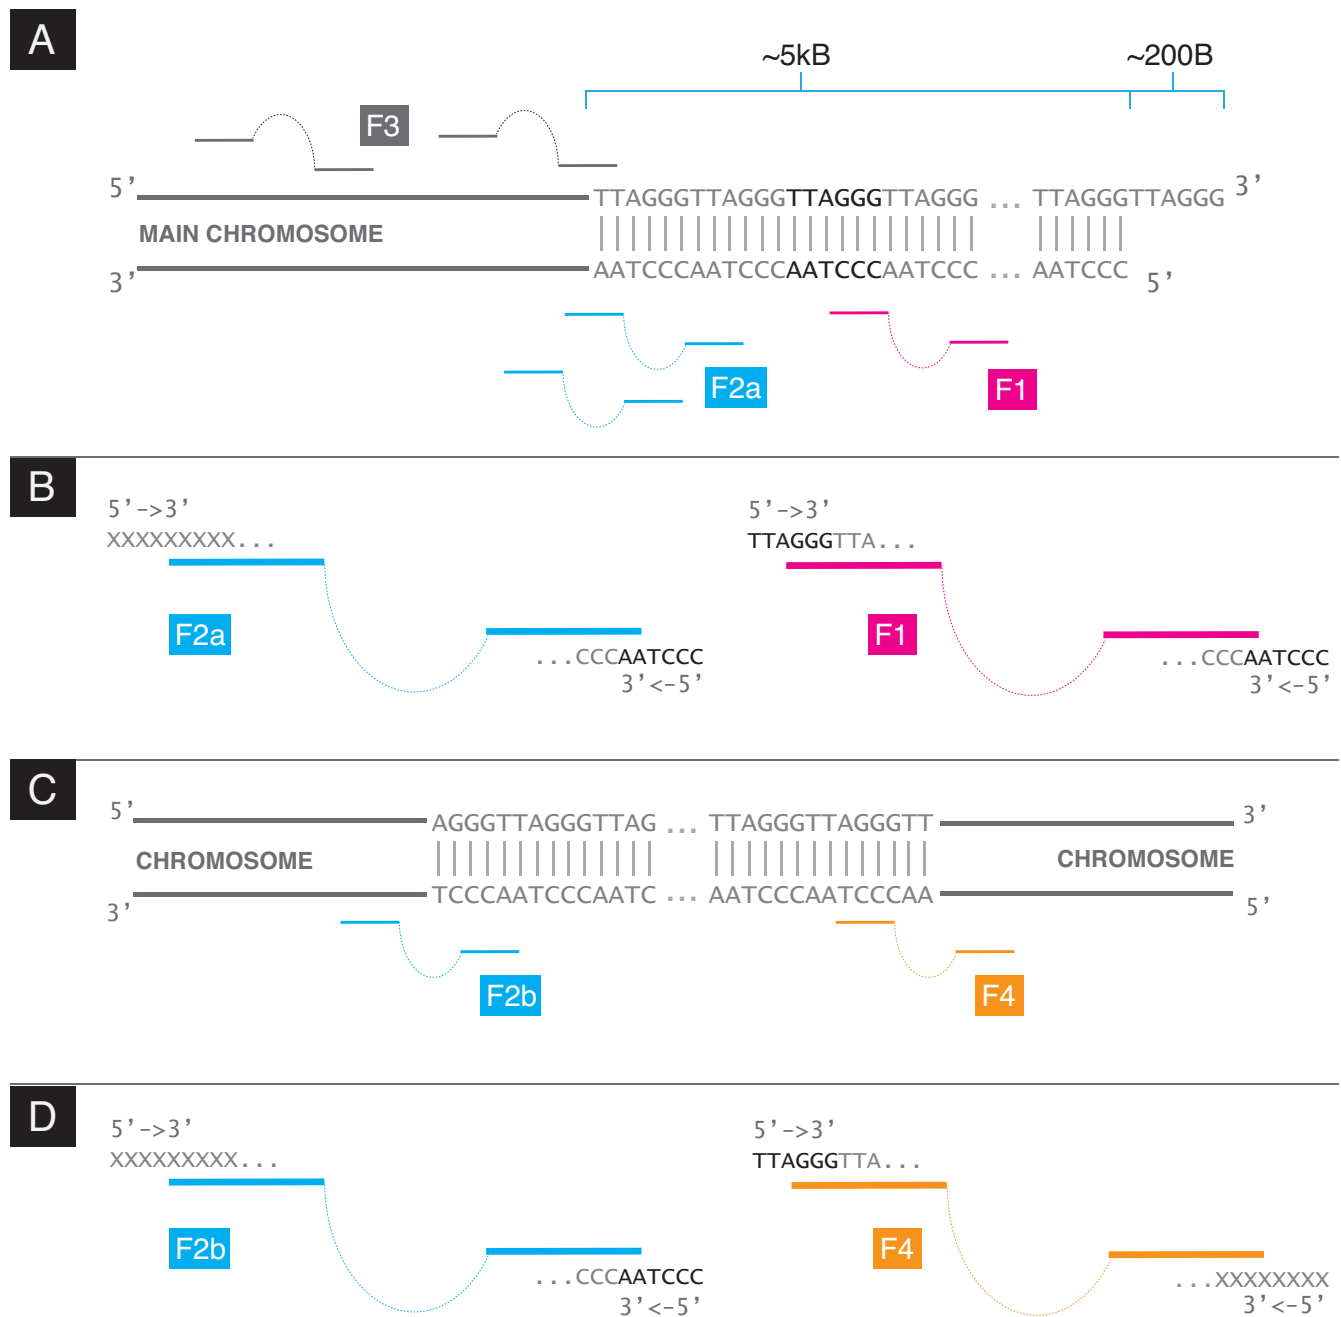 A
~5kB ~200B
F3
5’ TTAGGGTTAGGGTTAGGGTTAGGG ... TTAGGGTTAGGG 3’
MAIN CHROMOSOME
3’ AATCCCAATCCCAATCCCAATCCC ... AATCCC 5’
F2a F1
B
5’->3’ 5’->3’
XXXXXXXXX... TTAGGGTTA...
F2a F1
...CCCAATCCC ...CCCAATCCC
3’<-5’ 3’<-5’
C
5’ AGGGTTAGGGTTAG ... TTAGGGTTAGGGTT 3’
CHROMOSOME CHROMOSOME
3’ TCCCAATCCCAATC ... AATCCCAATCCCAA 5’
F2b F4
D
5’->3’ 5’->3’
XXXXXXXXX... TTAGGGTTA...
F2b F4
...CCCAATCCC ...XXXXXXXX
3’<-5’ 3’<-5’